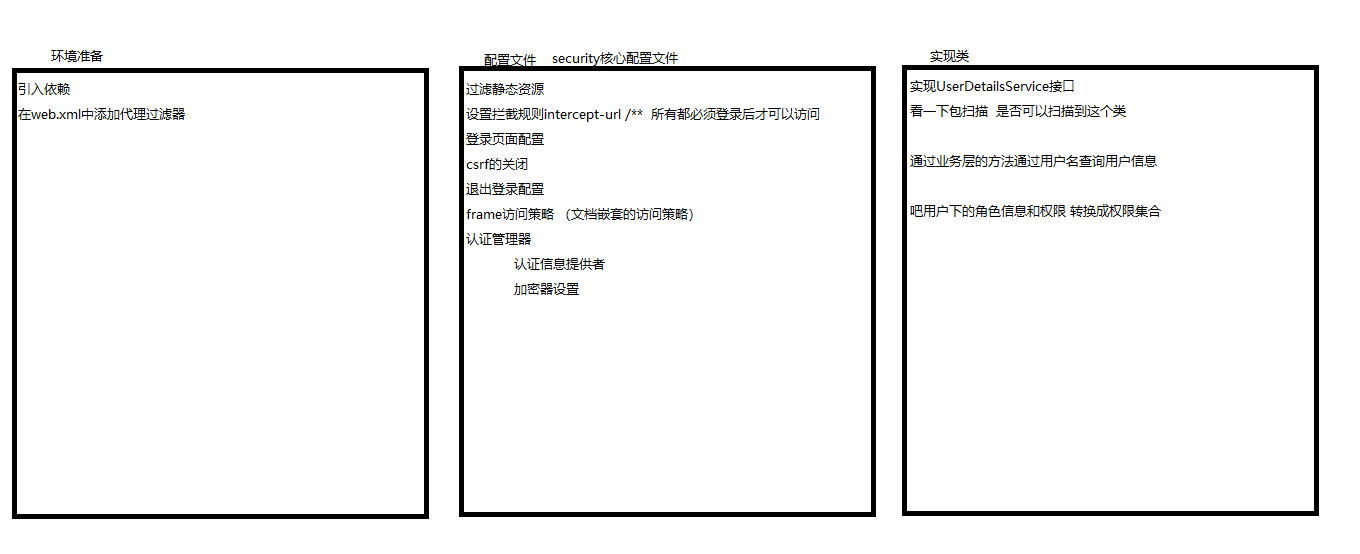 环境准备
引入依赖
在web.xml中添加代理过滤器
配置文件 security核心配置文件
过滤静态资源
设置拦截规则intercept-url /** 所有都必须登录后才可以访问
登录页面配置
csrf的关闭
退出登录配置
frame访问策略 （文档嵌套的访问策略）
认证管理器
认证信息提供者
加密器设置
实现类
实现UserDetailsService接口
看一下包扫描 是否可以扫描到这个类
通过业务层的方法通过用户名查询用户信息
吧用户下的角色信息和权限 转换成权限集合